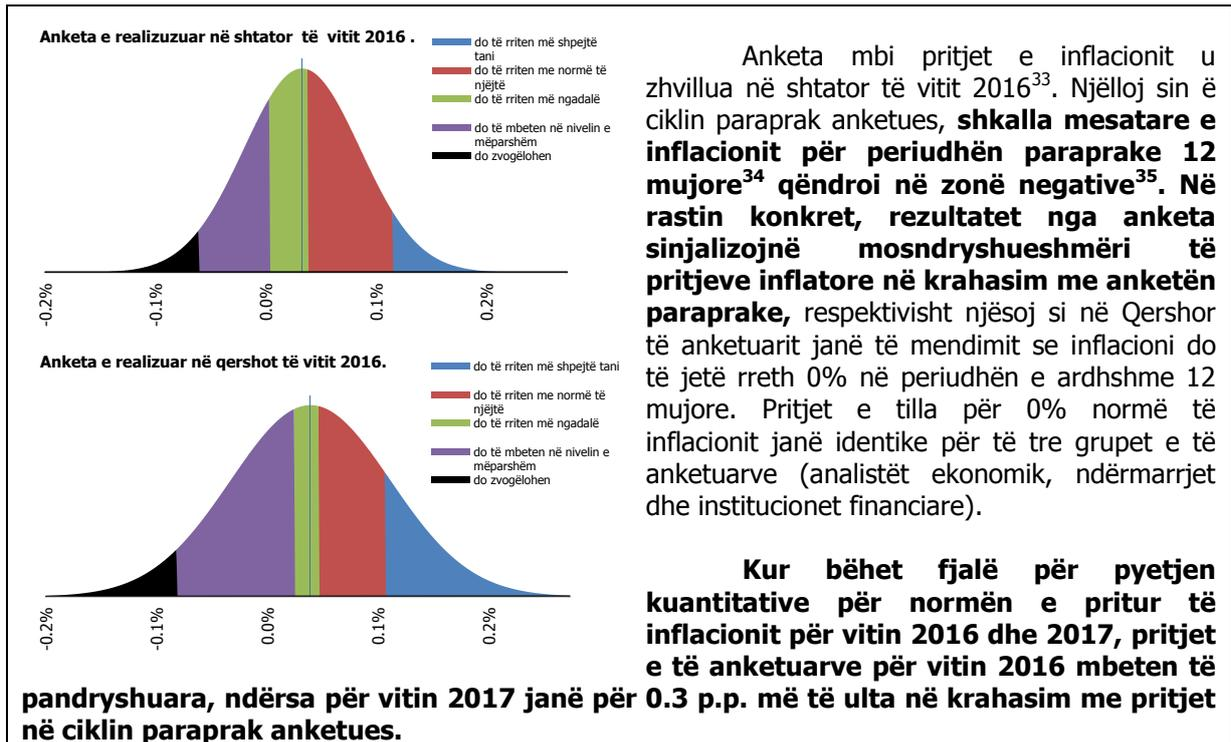 Anketa e realizuzuar në shtator të vitit 2016 .
do të rriten më shpejtë
tani
do të rriten me normë të
njëjtë
do të rriten më ngadalë
do të mbeten në nivelin e
mëparshëm
do zvogëlohen
-0.2%
-0.1%
0.0%
0.1%
0.2%
Anketa e realizuar në qershot të vitit 2016.
do të rriten më shpejtë tani
do të rriten me normë të
njëjtë
do të rriten më ngadalë
do të mbeten në nivelin e
mëparshëm
do zvogëlohen
-0.2%
-0.1%
0.0%
0.1%
0.2%
Anketa mbi pritjet e inflacionit u
zhvillua në shtator të vitit 2016³³. Njëlloj sin ë
ciklin paraprak anketues, shkalla mesatare e
inflacionit për periudhën paraprake 12
mujore³⁴ qëndroi në zonë negative³⁵. Në
rastin konkret, rezultatet nga anketa
sinjalizojnë mosndryshueshmëri të
pritjeve inflatore në krahasim me anketën
paraprake, respektivisht njësoj si në Qershor
të anketuarit janë të mendimit se inflacioni do
të jetë rreth 0% në periudhën e ardhshme 12
mujore. Pritjet e tilla për 0% normë të
inflacionit janë identike për të tre grupet e të
anketuarve (analistët ekonomik, ndërmarrjet
dhe institucionet financiare).
Kur bëhet fjalë për pyetjen
kuantitative për normën e pritur të
inflacionit për vitin 2016 dhe 2017, pritjet
e të anketuarve për vitin 2016 mbeten të
pandryshuara, ndërsa për vitin 2017 janë për 0.3 p.p. më të ulta në krahasim me pritjet
në ciklin paraprak anketues.